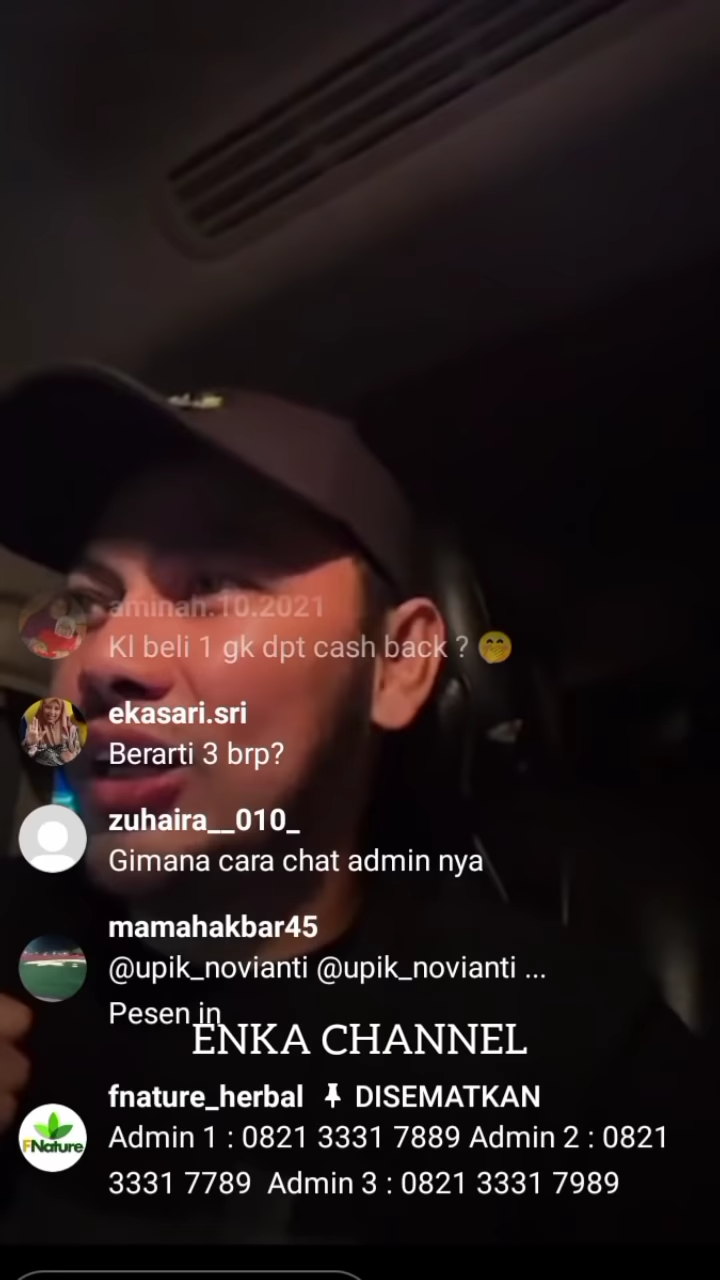 aminah.10.2021
Kl beli 1 gk dpt cash back ? 🤭
ekasari.sri
Berarti 3 brp?
zuhaira__010_
Gimana cara chat admin nya
mamahakbar45
@upik_novianti @upik_novianti ...
Pesen in
ENKA CHANNEL
fnature_herbal 📌 DISEMATKAN
FNature
Admin 1 : 0821 3331 7889 Admin 2 : 0821
3331 7789 Admin 3 : 0821 3331 7989